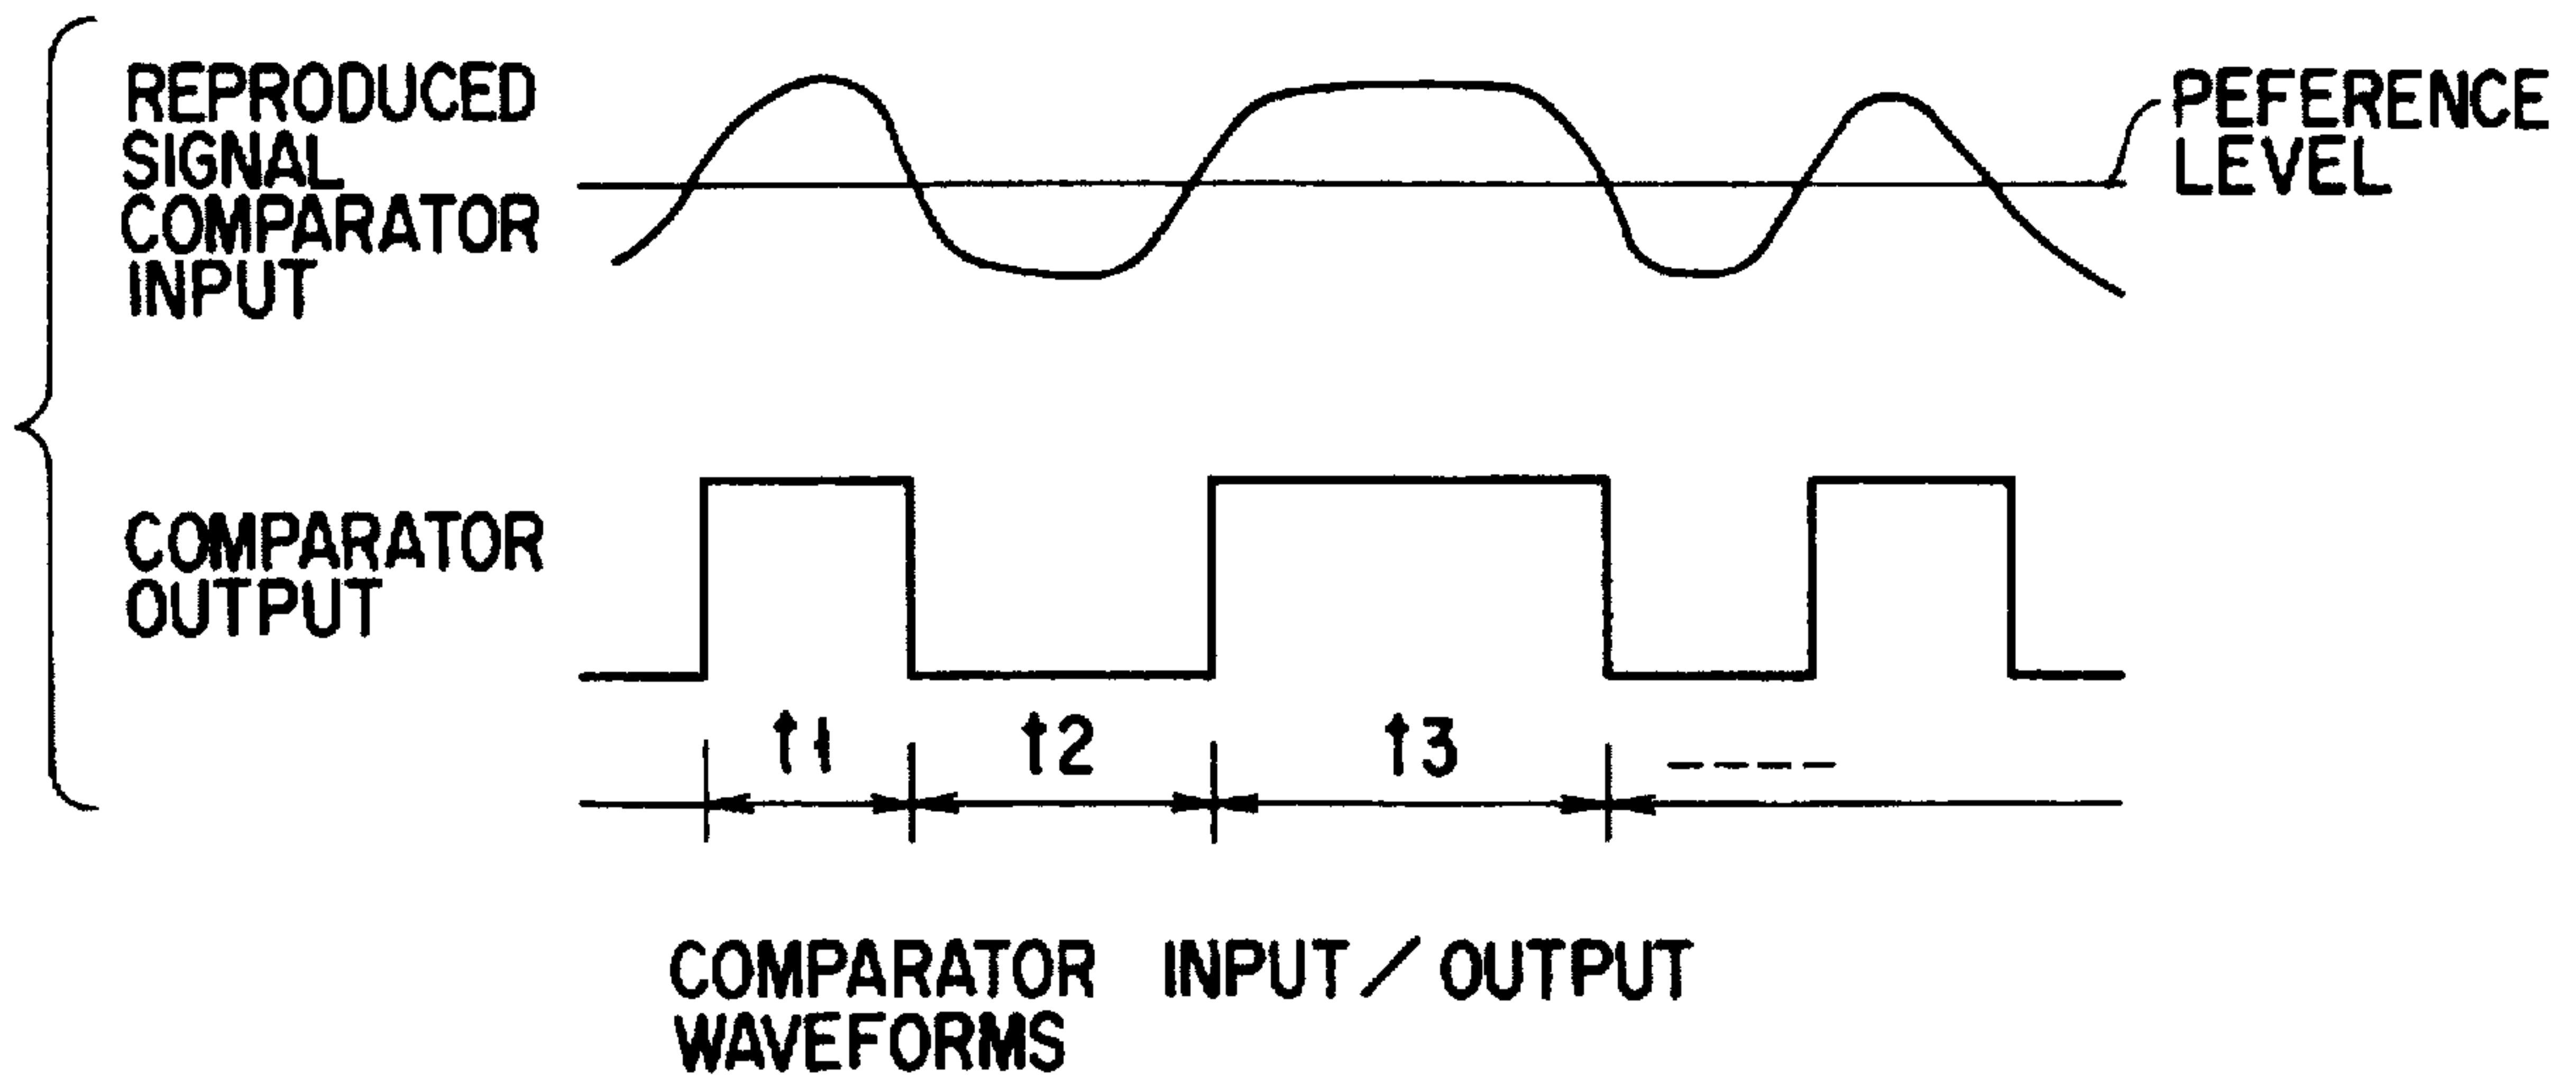 REPRODUCED
SIGNAL
COMPARATOR
INPUT
PEFERENCE
LEVEL
COMPARATOR
OUTPUT
t1 t2 t3
COMPARATOR INPUT / OUTPUT
WAVEFORMS